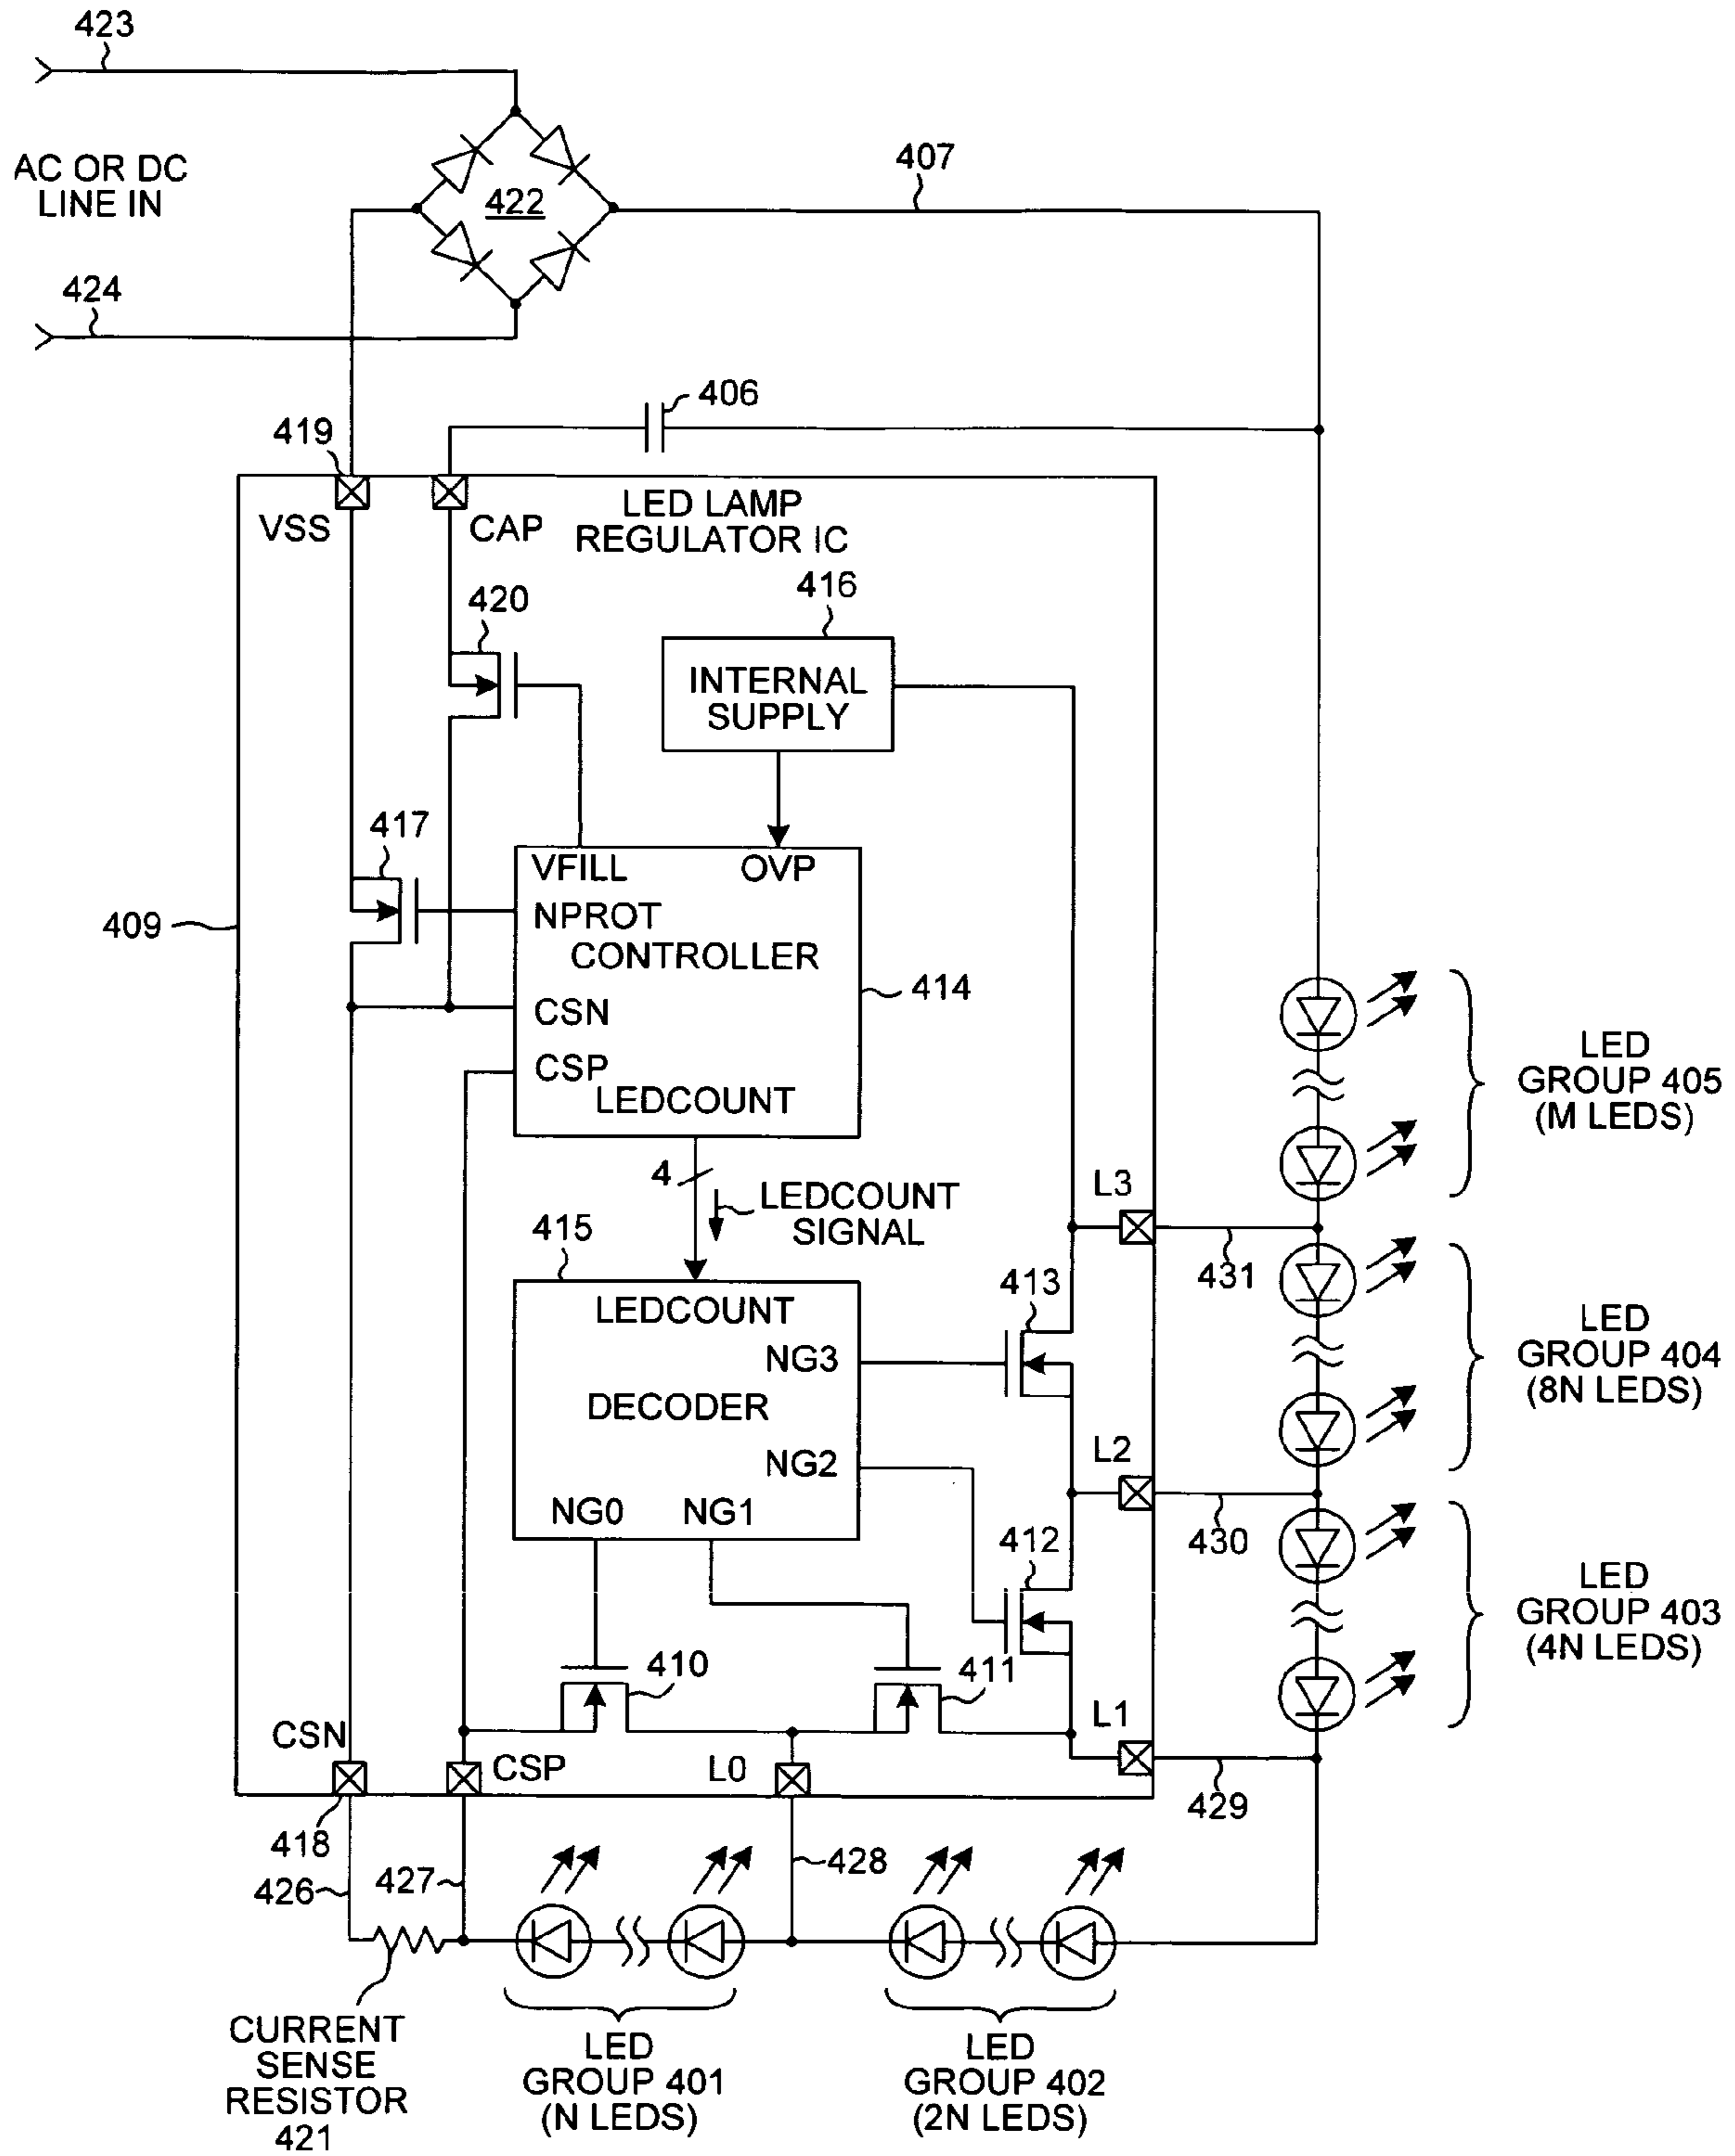 423
AC OR DC
LINE IN
422
407
424
406
419
VSS
CAP
LED LAMP
REGULATOR IC
420
416
INTERNAL
SUPPLY
417
VFILL
OVP
NPROT
CONTROLLER
409
CSN
414
CSP
LEDCOUNT
4
LEDCOUNT
SIGNAL
LED
GROUP 405
(M LEDS)
L3
431
415
LEDCOUNT
NG3
DECODER
NG2
NG0
NG1
413
LED
GROUP 404
(8N LEDS)
L2
430
412
LED
GROUP 403
(4N LEDS)
410
411
L1
429
CSN
CSP
L0
418
426
427
428
CURRENT
SENSE
RESISTOR
421
LED
GROUP 401
(N LEDS)
LED
GROUP 402
(2N LEDS)